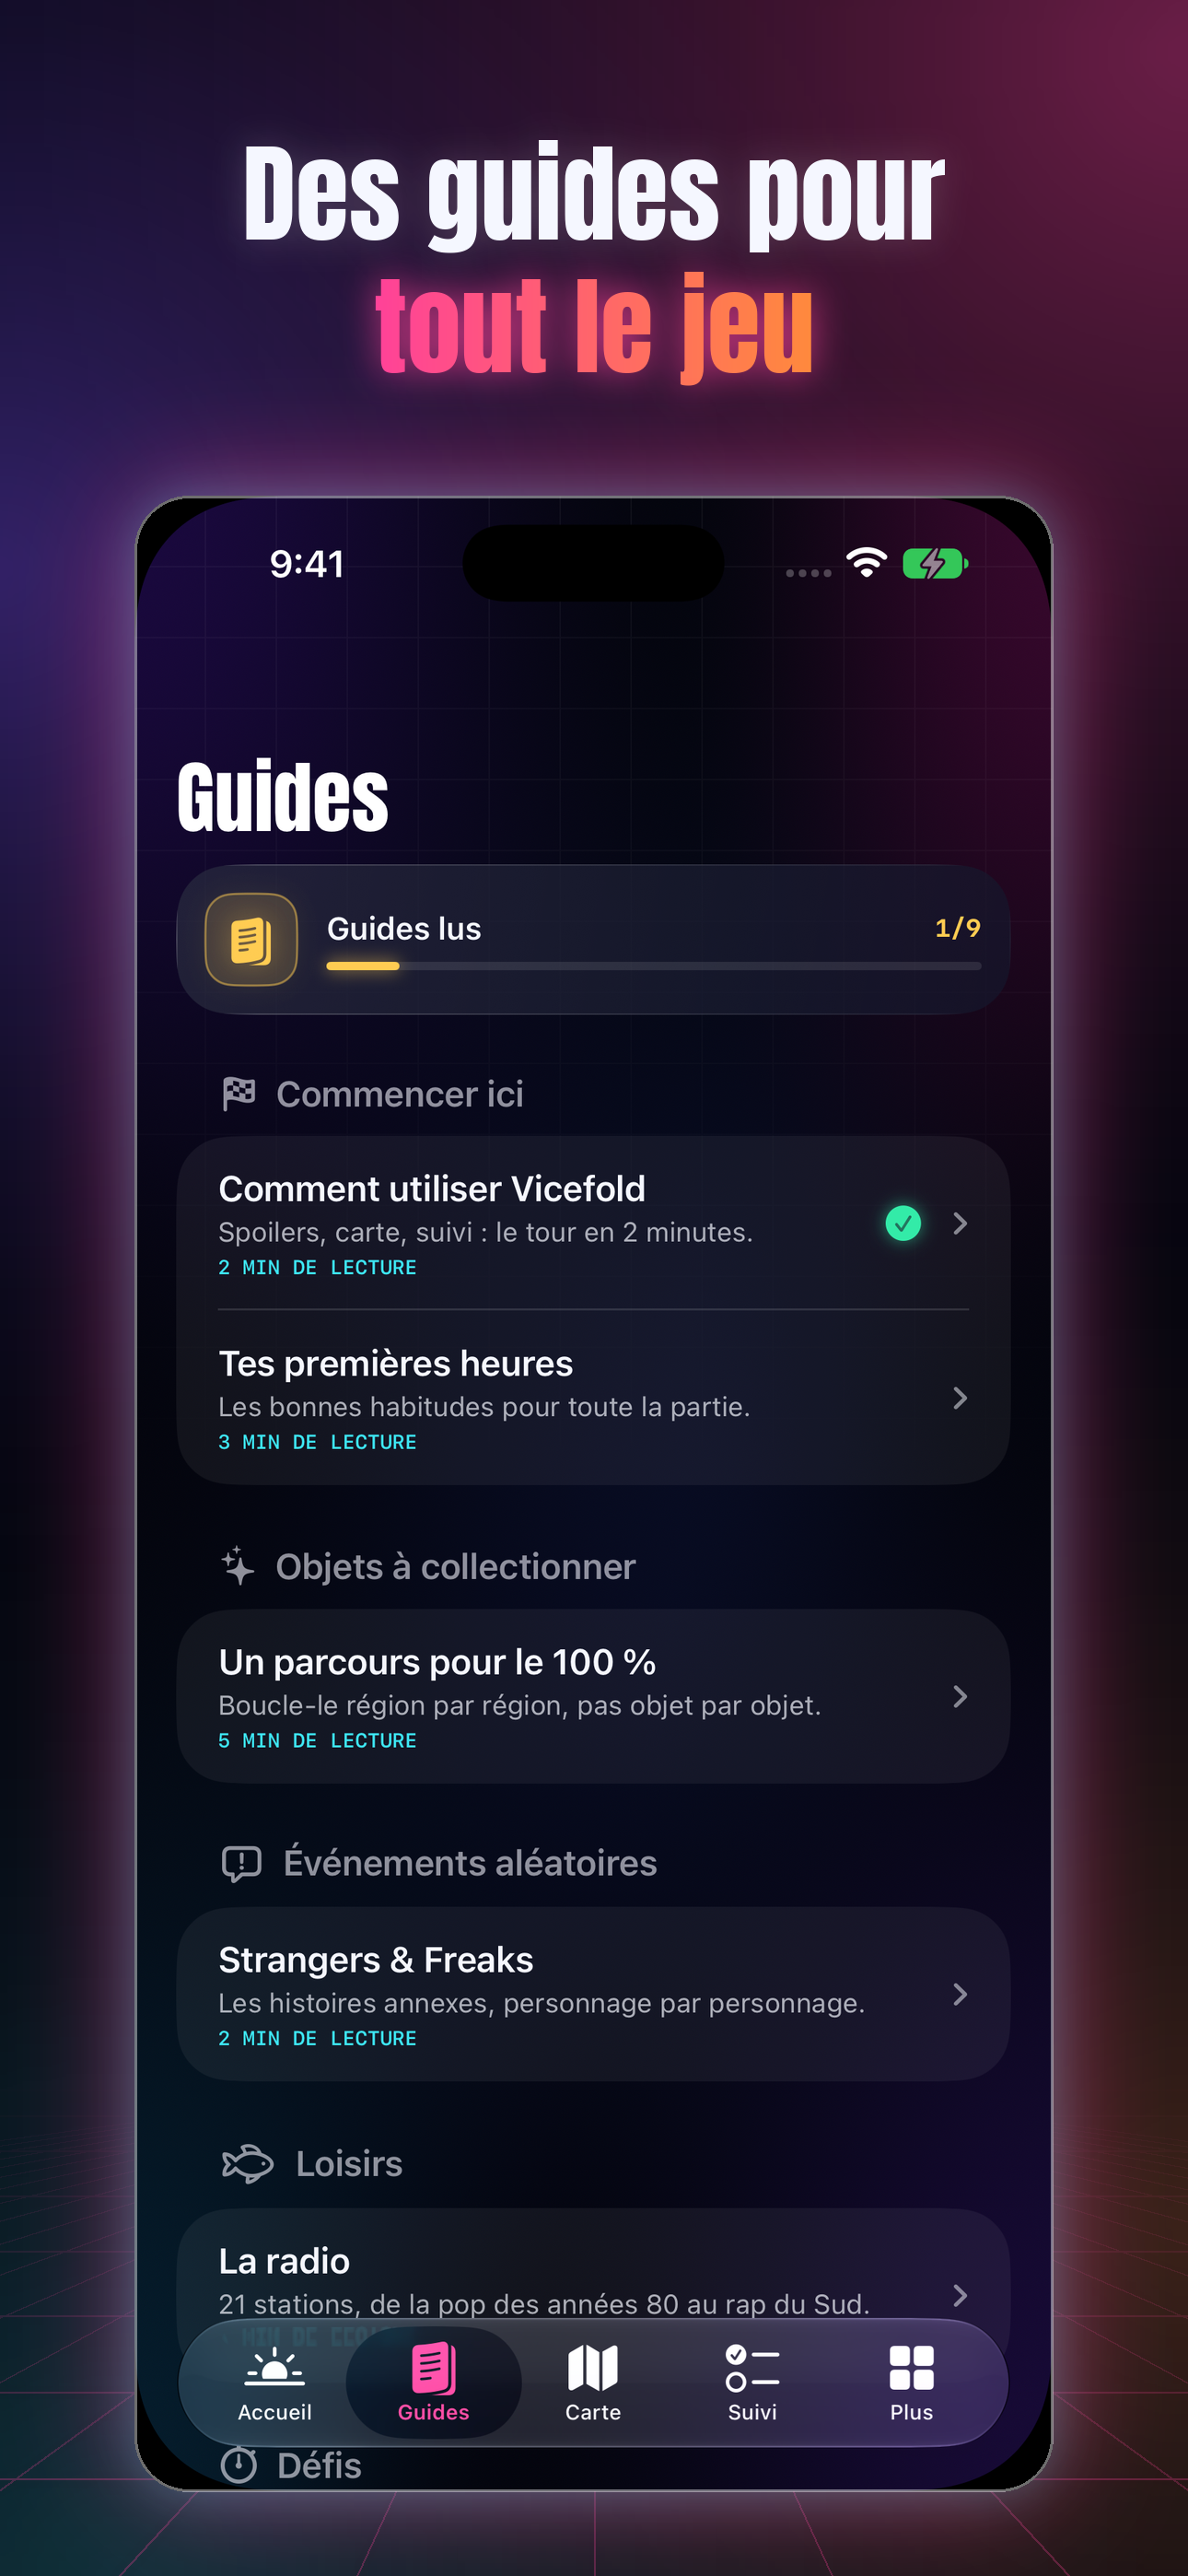 Des guides pour
tout le jeu
9:41
Guides
Guides lus
1/9
Commencer ici
Comment utiliser Vicefold
Spoilers, carte, suivi : le tour en 2 minutes.
2 MIN DE LECTURE
Tes premières heures
Les bonnes habitudes pour toute la partie.
3 MIN DE LECTURE
Objets à collectionner
Un parcours pour le 100 %
Boucle-le région par région, pas objet par objet.
5 MIN DE LECTURE
Événements aléatoires
Strangers & Freaks
Les histoires annexes, personnage par personnage.
2 MIN DE LECTURE
Loisirs
La radio
21 stations, de la pop des années 80 au rap du Sud.
Accueil
Guides
Carte
Suivi
Plus
Défis